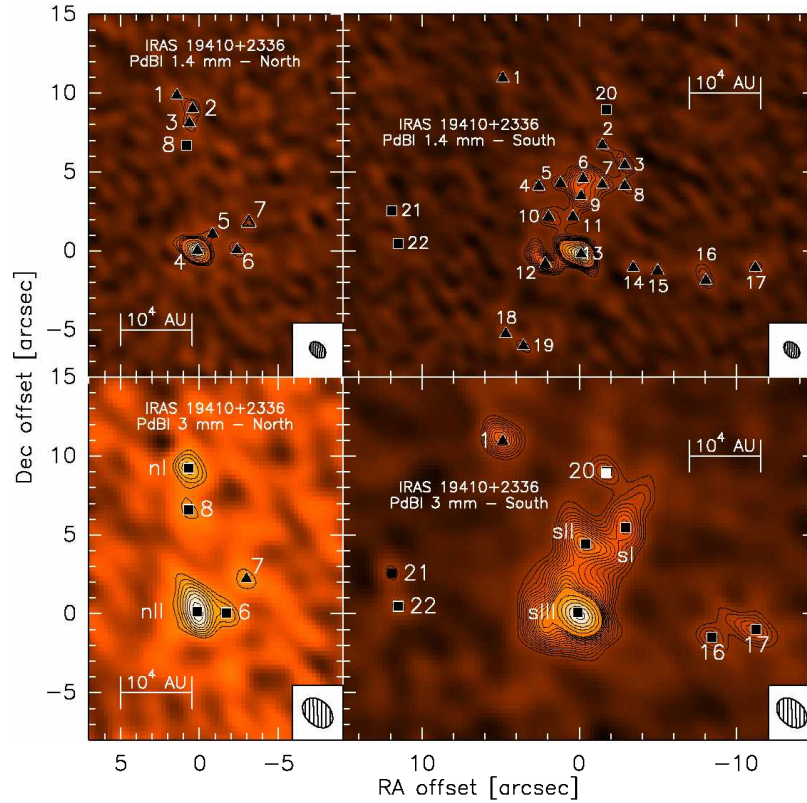 IRAS 19410+2336
PdBI 1.4 mm – North
15
10
5
0
−5
1
2
3
8
5
7
4
6
10⁴ AU
IRAS 19410+2336
PdBI 1.4 mm – South
10⁴ AU
1
20
2
3
6
5
7
4
8
9
21
10
11
22
13
12
14
15
16
17
18
19
Dec offset [arcsec]
IRAS 19410+2336
PdBI 3 mm – North
15
10
5
0
−5
nI
8
7
nII
6
10⁴ AU
IRAS 19410+2336
PdBI 3 mm – South
10⁴ AU
1
20
sII
sI
21
22
sIII
16
17
5
0
−5
10
0
−10
RA offset [arcsec]